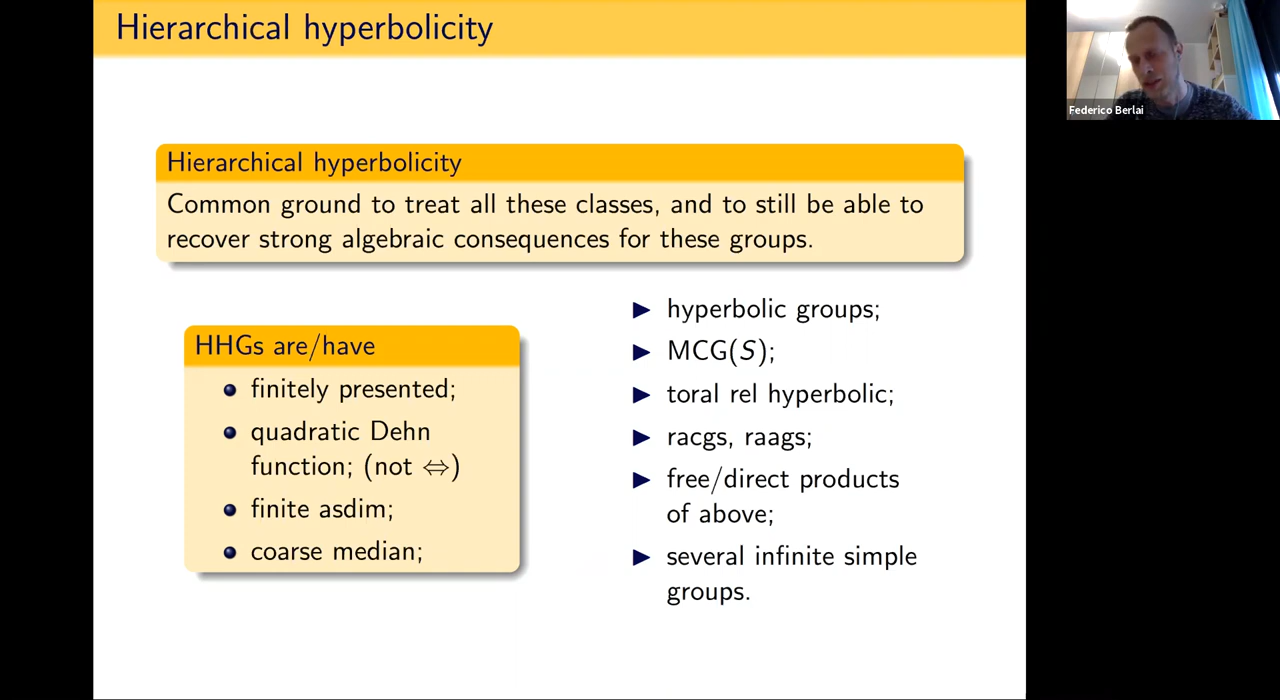 Hierarchical hyperbolicity
Federico Berlai
Hierarchical hyperbolicity
Common ground to treat all these classes, and to still be able to
recover strong algebraic consequences for these groups.
HHGs are/have
finitely presented;
quadratic Dehn
function; (not ⇔)
finite asdim;
coarse median;
hyperbolic groups;
MCG(S);
toral rel hyperbolic;
racgs, raags;
free/direct products
of above;
several infinite simple
groups.